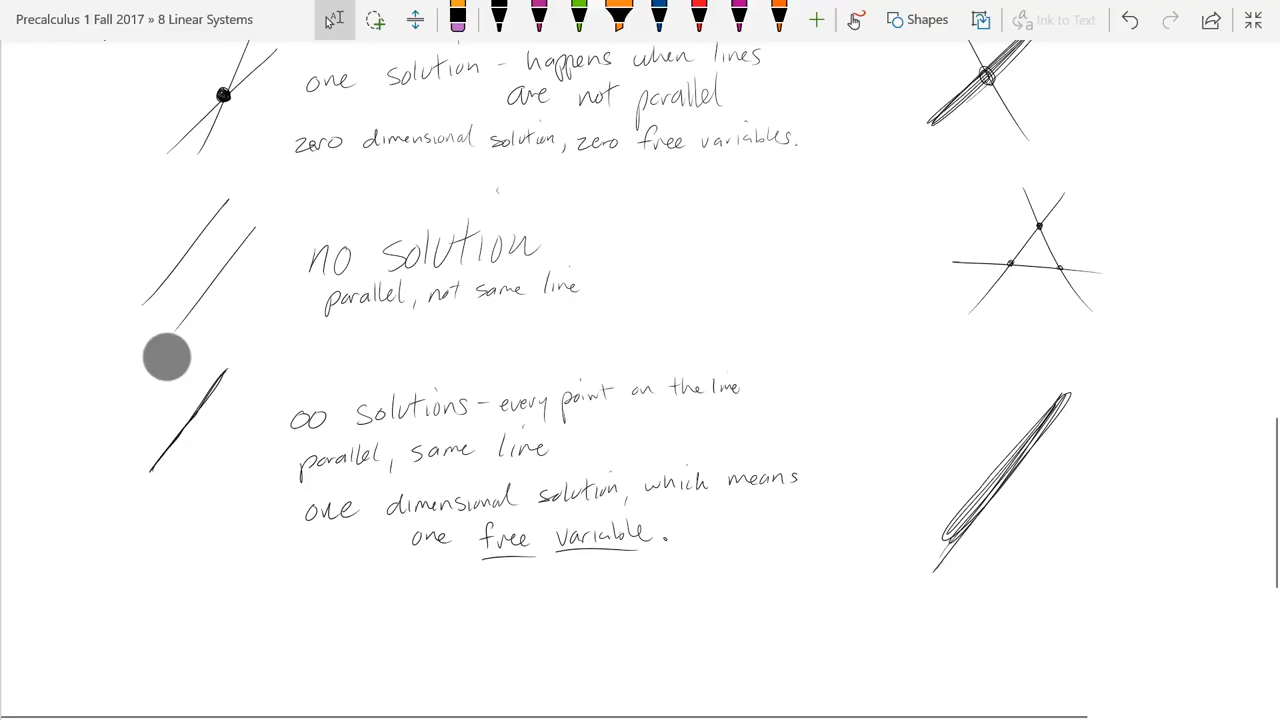 Precalculus 1 Fall 2017 » 8 Linear Systems
Shapes
Ink to Text
one solution - happens when lines
are not parallel
zero dimensional solution, zero free variables.
no solution
parallel, not same line
∞ solutions - every point on the line
parallel, same line
one dimensional solution, which means
one free variable.